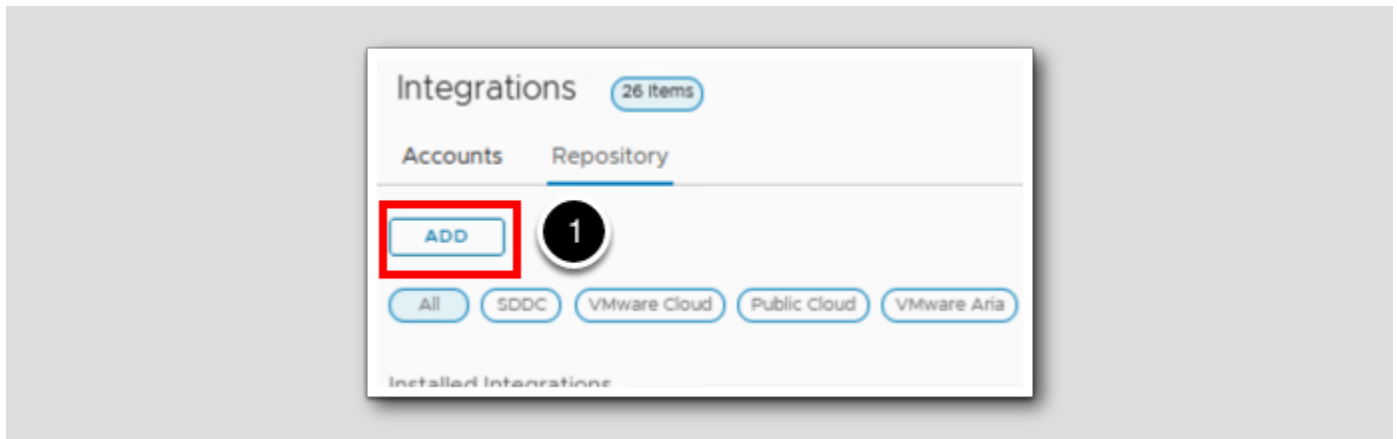 Integrations 26 Items
Accounts Repository
ADD 1
All SDDC VMware Cloud Public Cloud VMware Aria
Installed Integrations